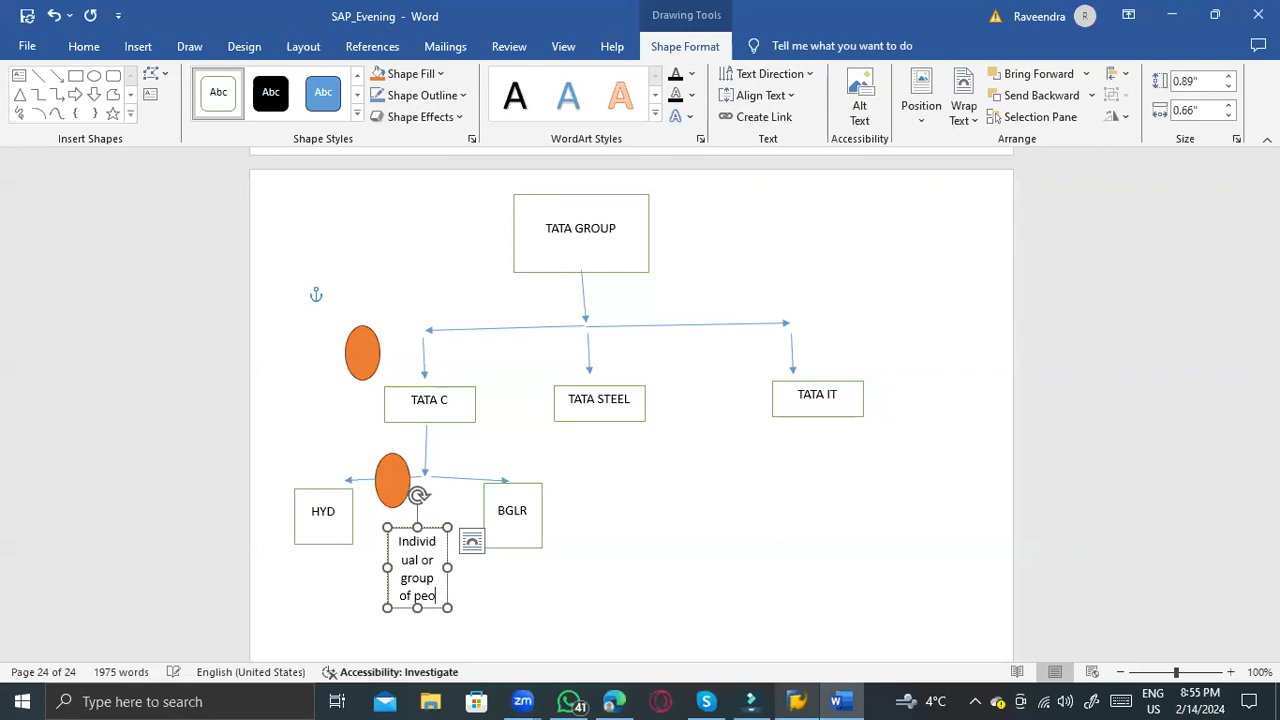 SAP_Evening - Word
Drawing Tools
Raveendra
R
File
Home
Insert
Draw
Design
Layout
References
Mailings
Review
View
Help
Shape Format
Tell me what you want to do
Abc
Abc
Abc
Shape Fill
Shape Outline
Shape Effects
A
A
A
Text Direction
Align Text
Create Link
Alt
Text
Position
Wrap
Text
Bring Forward
Send Backward
Selection Pane
0.89"
0.66"
Insert Shapes
Shape Styles
WordArt Styles
Text
Accessibility
Arrange
Size
TATA GROUP
TATA C
TATA STEEL
TATA IT
HYD
BGLR
Individ
ual or
group
of peo
Page 24 of 24
1975 words
English (United States)
Accessibility: Investigate
100%
Type here to search
zm
41
4°C
ENG
US
8:55 PM
2/14/2024